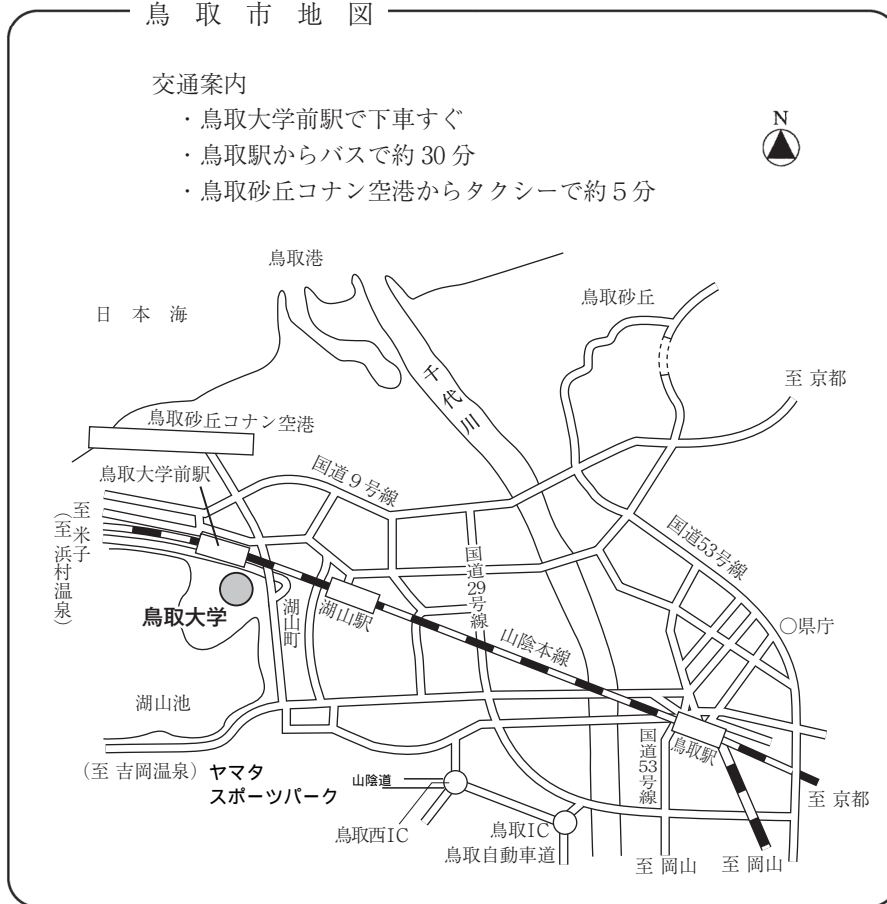 鳥取市地図
交通案内
・鳥取大学前駅で下車すぐ
・鳥取駅からバスで約30分
・鳥取砂丘コナン空港からタクシーで約5分
N
鳥取港
日本海
鳥取砂丘
千代川
至 京都
鳥取砂丘コナン空港
鳥取大学前駅
国道9号線
至 米子
(至 浜村温泉)
国道53号線
国道29号線
鳥取大学
湖山町
湖山駅
山陰本線
○県庁
湖山池
鳥取駅
国道53号線
(至 吉岡温泉)
ヤマタ
スポーツパーク
山陰道
至 京都
鳥取西IC
鳥取IC
鳥取自動車道
至 岡山
至 岡山